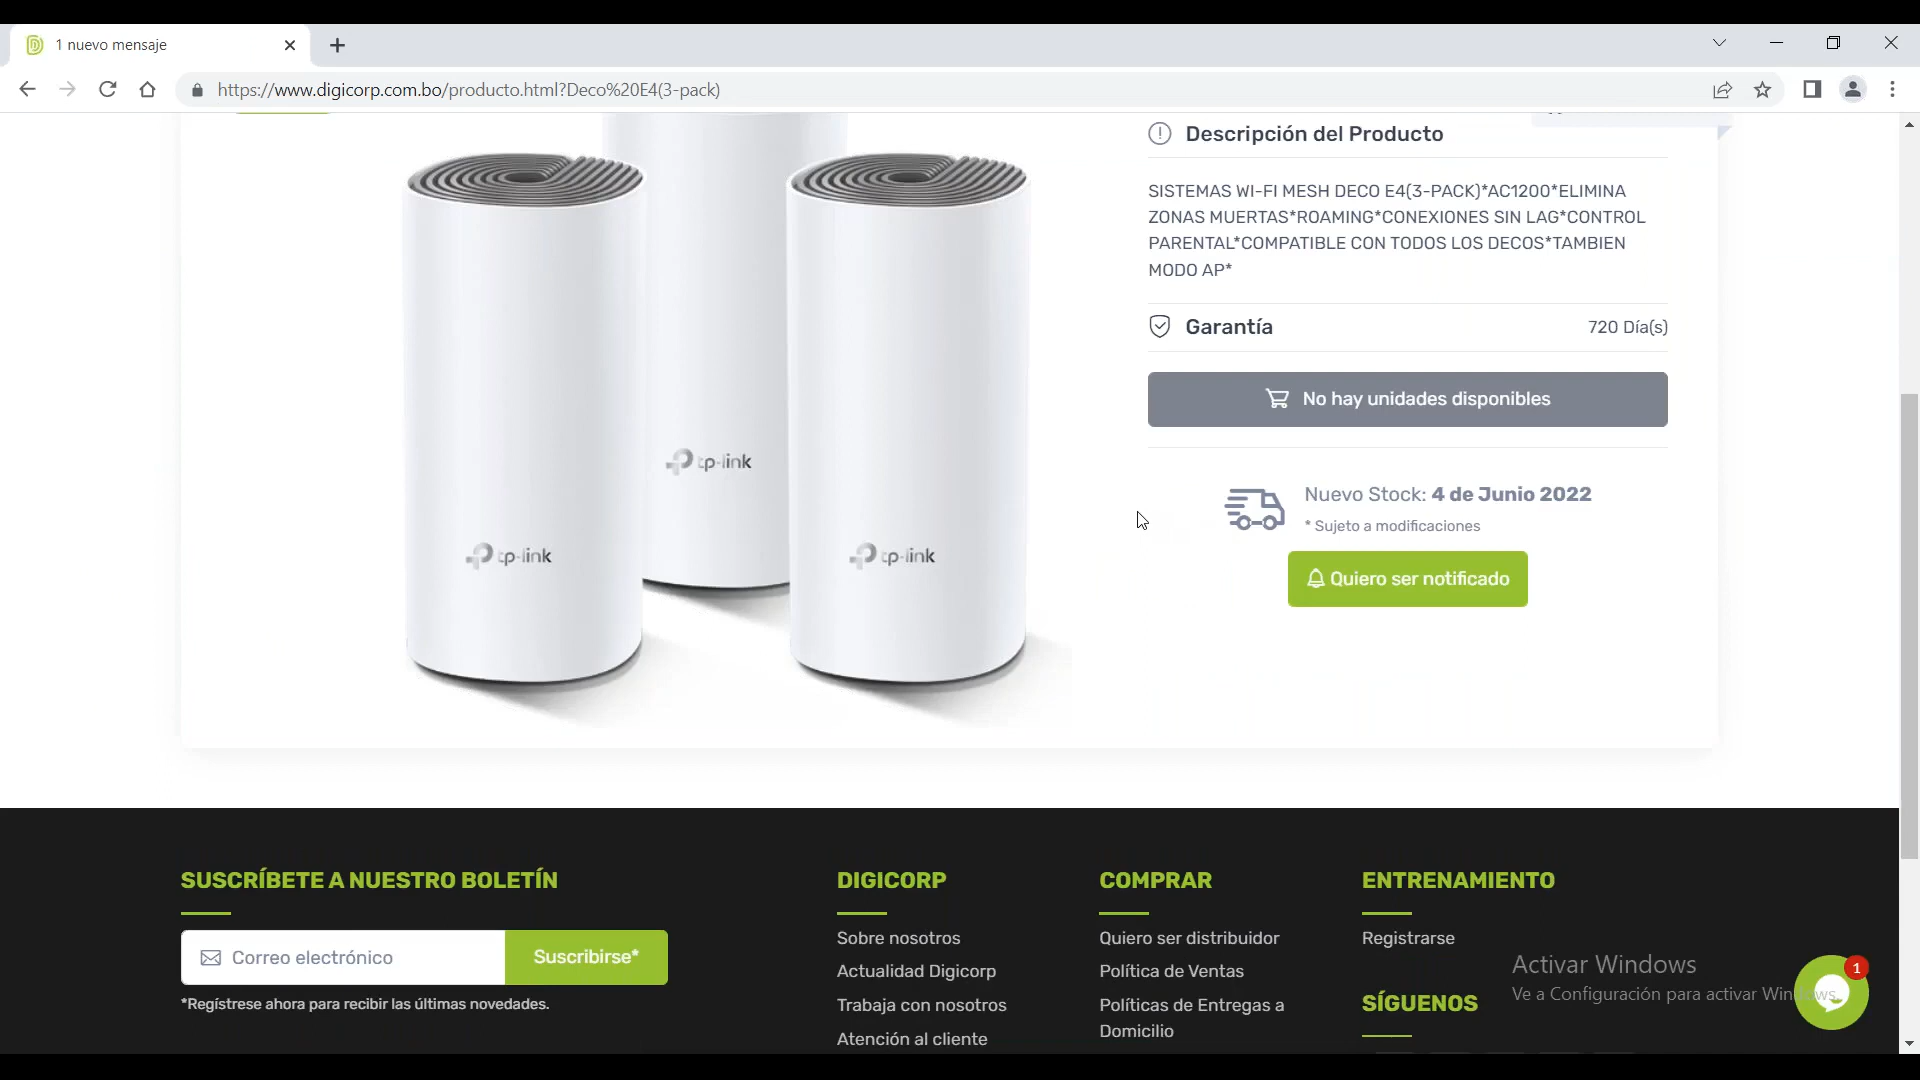 1 nuevo mensaje
https://www.digicorp.com.bo/producto.html?Deco%20E4(3-pack)
Descripción del Producto
SISTEMAS WI-FI MESH DECO E4(3-PACK)*AC1200*ELIMINA
ZONAS MUERTAS*ROAMING*CONEXIONES SIN LAG*CONTROL
PARENTAL*COMPATIBLE CON TODOS LOS DECOS*TAMBIEN
MODO AP*
Garantía 720 Día(s)
No hay unidades disponibles
tp-link
Nuevo Stock: 4 de Junio 2022
* Sujeto a modificaciones
tp-link
tp-link
Quiero ser notificado
SUSCRÍBETE A NUESTRO BOLETÍN
Correo electrónico
Suscribirse*
*Regístrese ahora para recibir las últimas novedades.
DIGICORP
Sobre nosotros
Actualidad Digicorp
Trabaja con nosotros
Atención al cliente
COMPRAR
Quiero ser distribuidor
Política de Ventas
Políticas de Entregas a
Domicilio
ENTRENAMIENTO
Registrarse
SÍGUENOS
Activar Windows
Ve a Configuración para activar Windows.
1